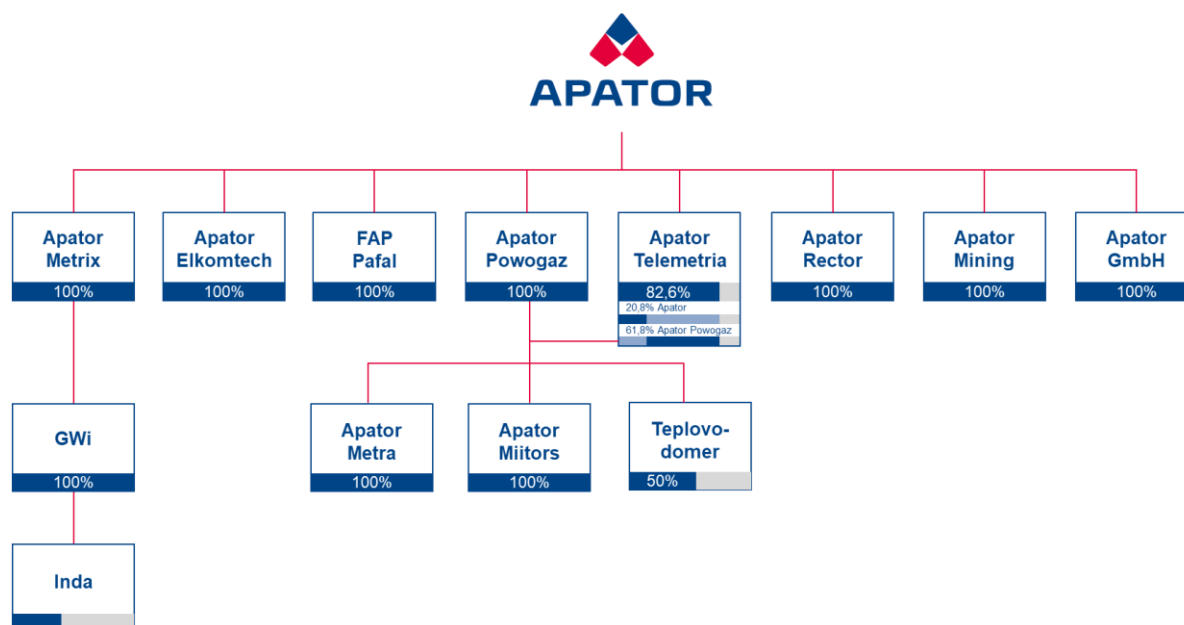 APATOR
Apator
Metrix
100%
Apator
Elkomtech
100%
FAP
Pafal
100%
Apator
Powogaz
100%
Apator
Telemetria
82,6%
20,8% Apator
61,8% Apator Powogaz
Apator
Rector
100%
Apator
Mining
100%
Apator
GmbH
100%
GWi
100%
Apator
Metra
100%
Apator
Miitors
100%
Teplovo-
domer
50%
Inda